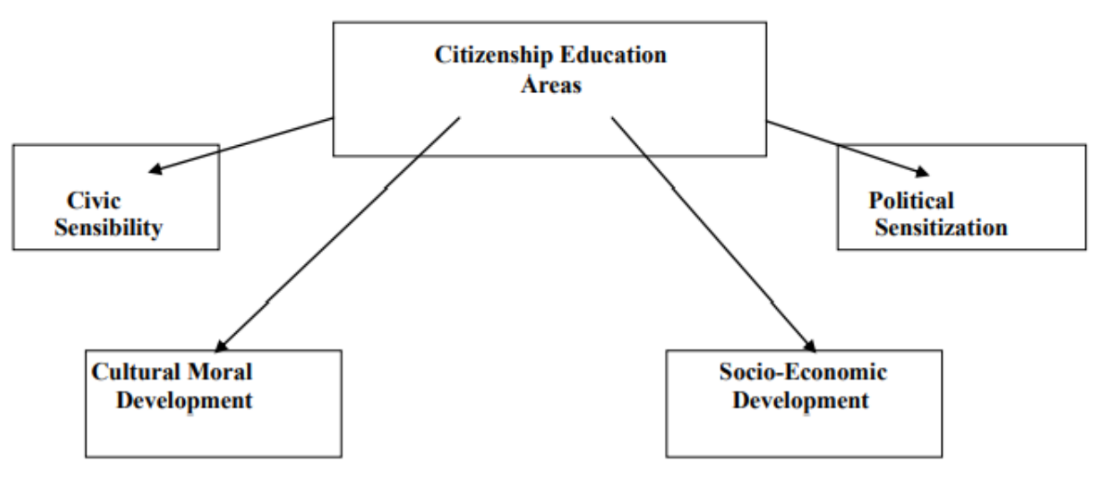 Citizenship Education
Areas
Civic
Sensibility
Political
Sensitization
Cultural Moral
Development
Socio-Economic
Development